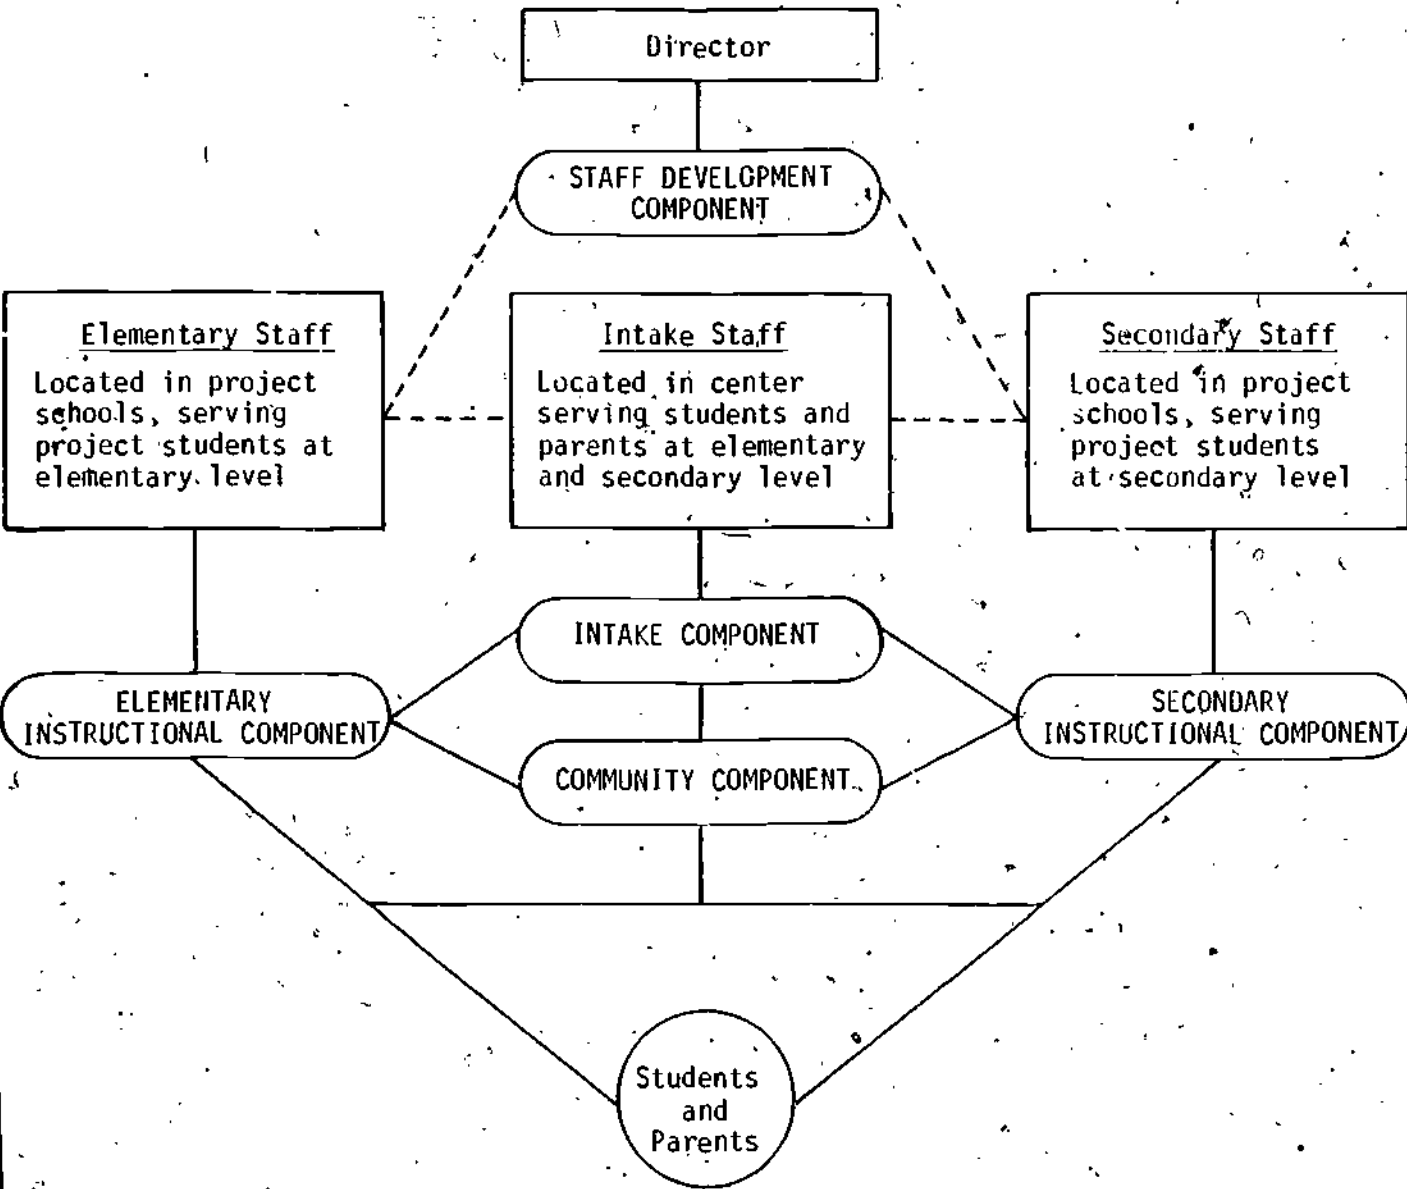 Director
STAFF DEVELOPMENT
COMPONENT
Elementary Staff
Located in project
schools, serving
project students at
elementary level
Intake Staff
Located in center
serving students and
parents at elementary
and secondary level
Secondary Staff
Located in project
schools, serving
project students
at secondary level
INTAKE COMPONENT
ELEMENTARY
INSTRUCTIONAL COMPONENT
SECONDARY
INSTRUCTIONAL COMPONENT
COMMUNITY COMPONENT
Students
and
Parents